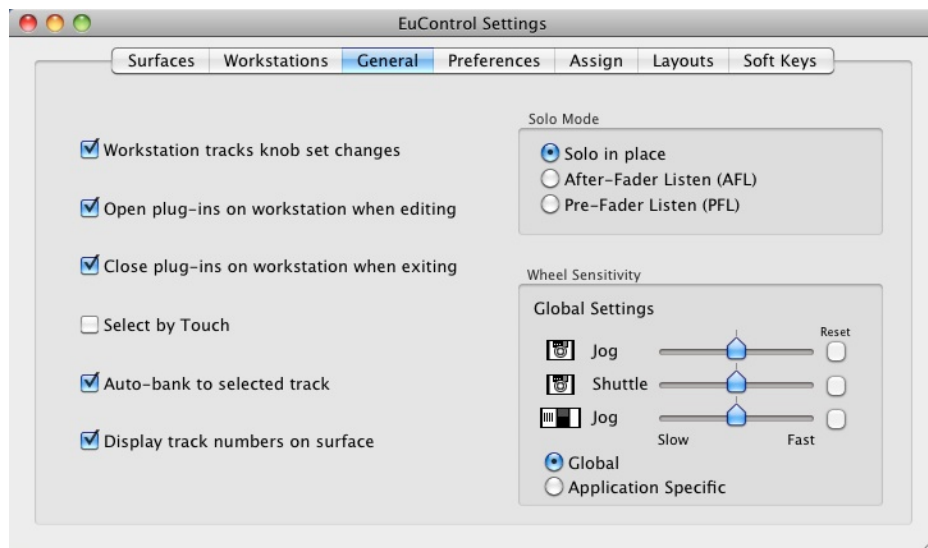 EuControl Settings
Surfaces Workstations General Preferences Assign Layouts Soft Keys
Workstation tracks knob set changes
Open plug-ins on workstation when editing
Close plug-ins on workstation when exiting
Select by Touch
Auto-bank to selected track
Display track numbers on surface
Solo Mode
Solo in place
After-Fader Listen (AFL)
Pre-Fader Listen (PFL)
Wheel Sensitivity
Global Settings
Reset
Jog
Shuttle
Jog
Slow Fast
Global
Application Specific